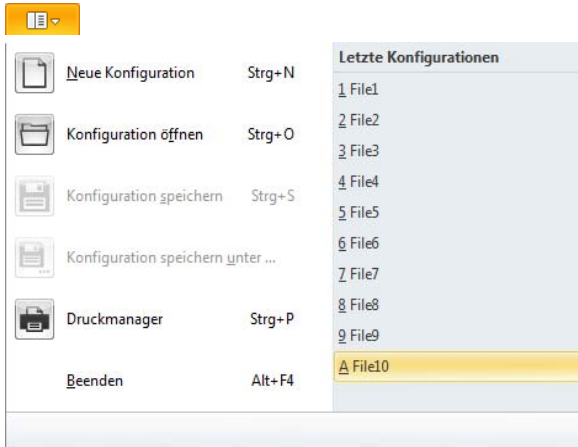 Neue Konfiguration Strg+N
Konfiguration öffnen Strg+O
Konfiguration speichern Strg+S
Konfiguration speichern unter ...
Druckmanager Strg+P
Beenden Alt+F4
Letzte Konfigurationen
1 File1
2 File2
3 File3
4 File4
5 File5
6 File6
7 File7
8 File8
9 File9
A File10